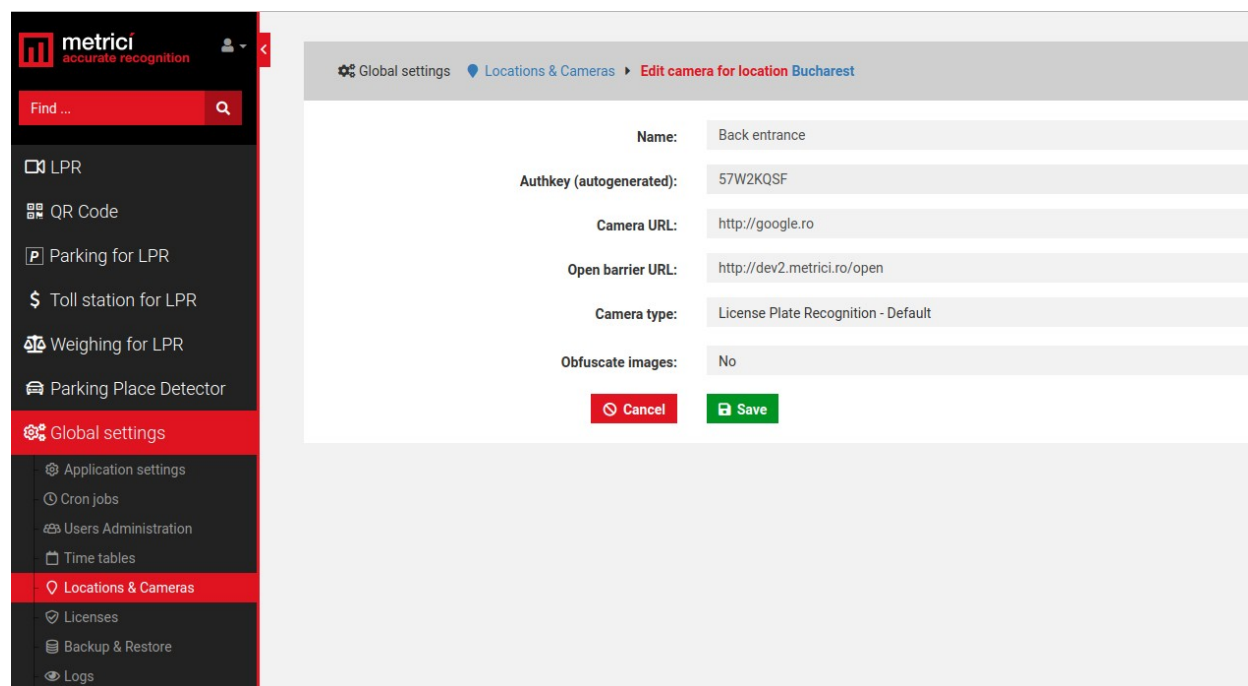 metrici
accurate recognition
Find ...
LPR
QR Code
P Parking for LPR
$ Toll station for LPR
Weighing for LPR
Parking Place Detector
Global settings
Application settings
Cron jobs
Users Administration
Time tables
Locations & Cameras
Licenses
Backup & Restore
Logs
Global settings Locations & Cameras Edit camera for location Bucharest
Name: Back entrance
Authkey (autogenerated): 57W2KQSF
Camera URL: http://google.ro
Open barrier URL: http://dev2.metrici.ro/open
Camera type: License Plate Recognition - Default
Obfuscate images: No
Cancel Save